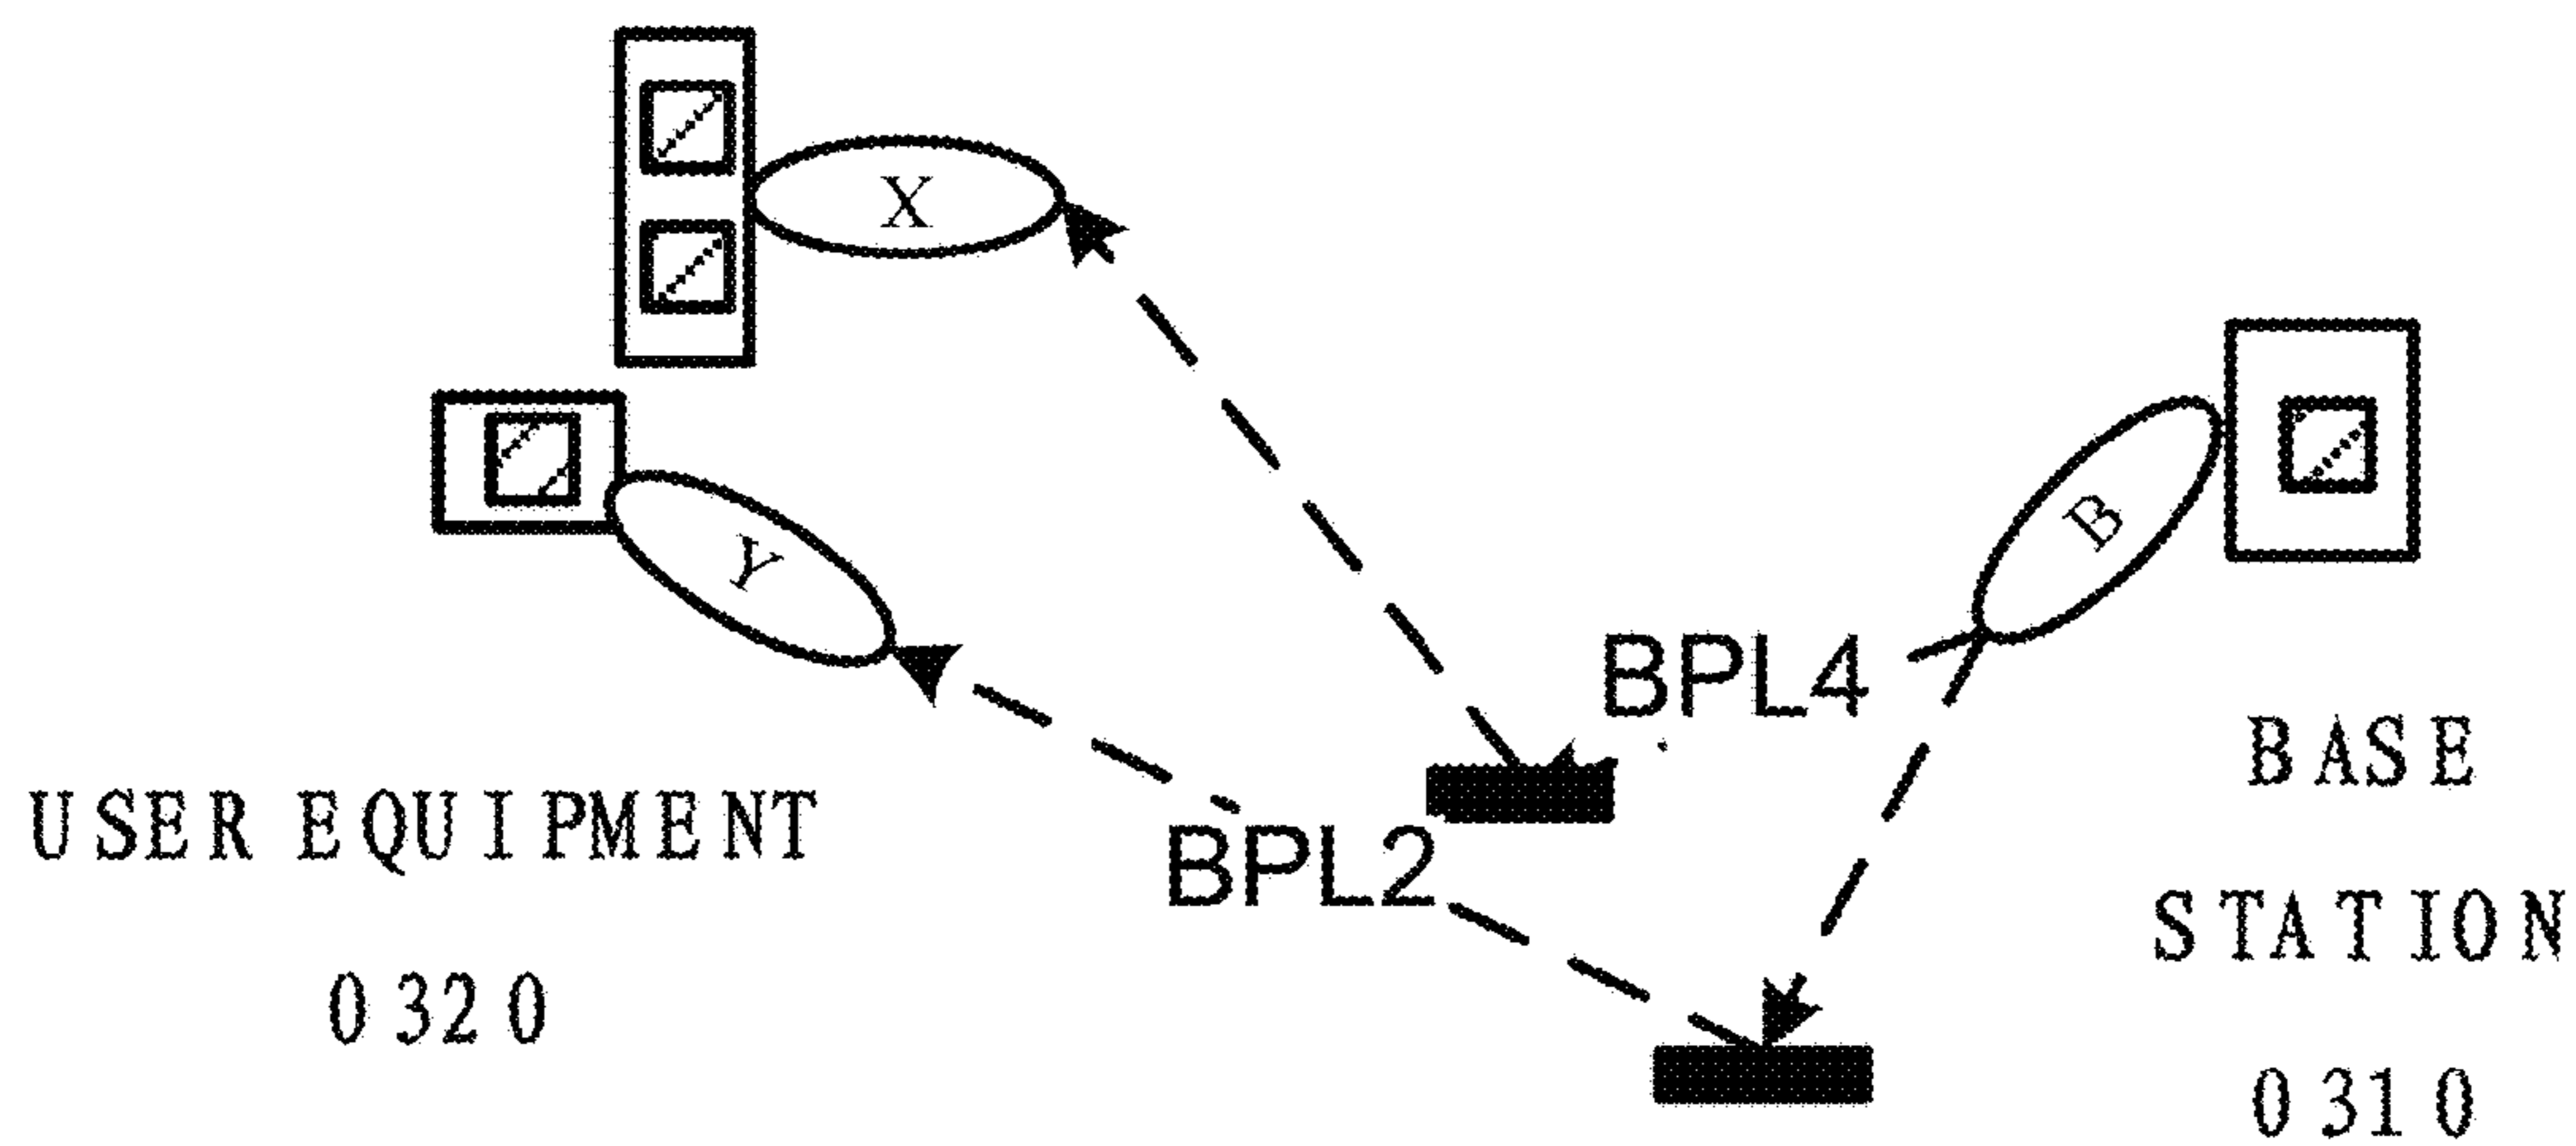 X
B
Y
BPL4
BASE
STATION
0310
USER EQUIPMENT
0320
BPL2